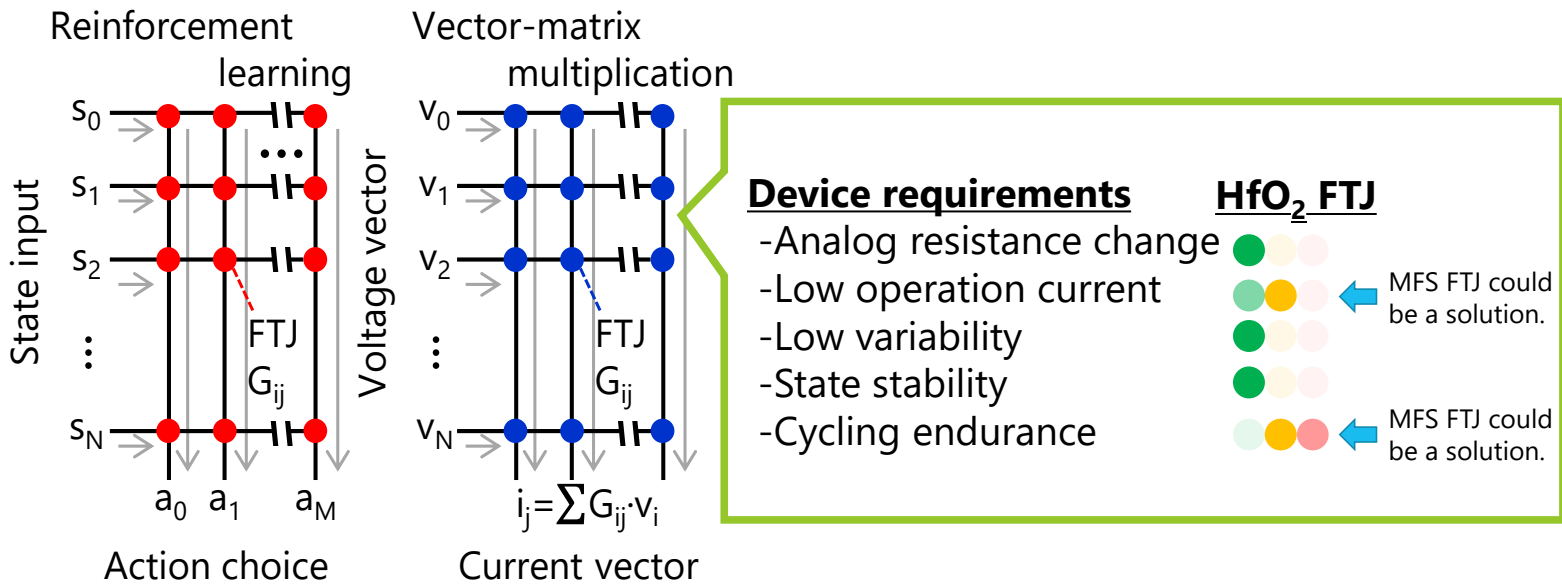 Reinforcement
learning
State input
s0
s1
s2
⋮
sN
•••
FTJ
Gij
a0 a1 aM
Action choice
Vector-matrix
multiplication
Voltage vector
v0
v1
v2
⋮
vN
FTJ
Gij
ij=∑Gij·vi
Current vector
Device requirements
-Analog resistance change
-Low operation current
-Low variability
-State stability
-Cycling endurance
HfO2 FTJ
MFS FTJ could
be a solution.
MFS FTJ could
be a solution.